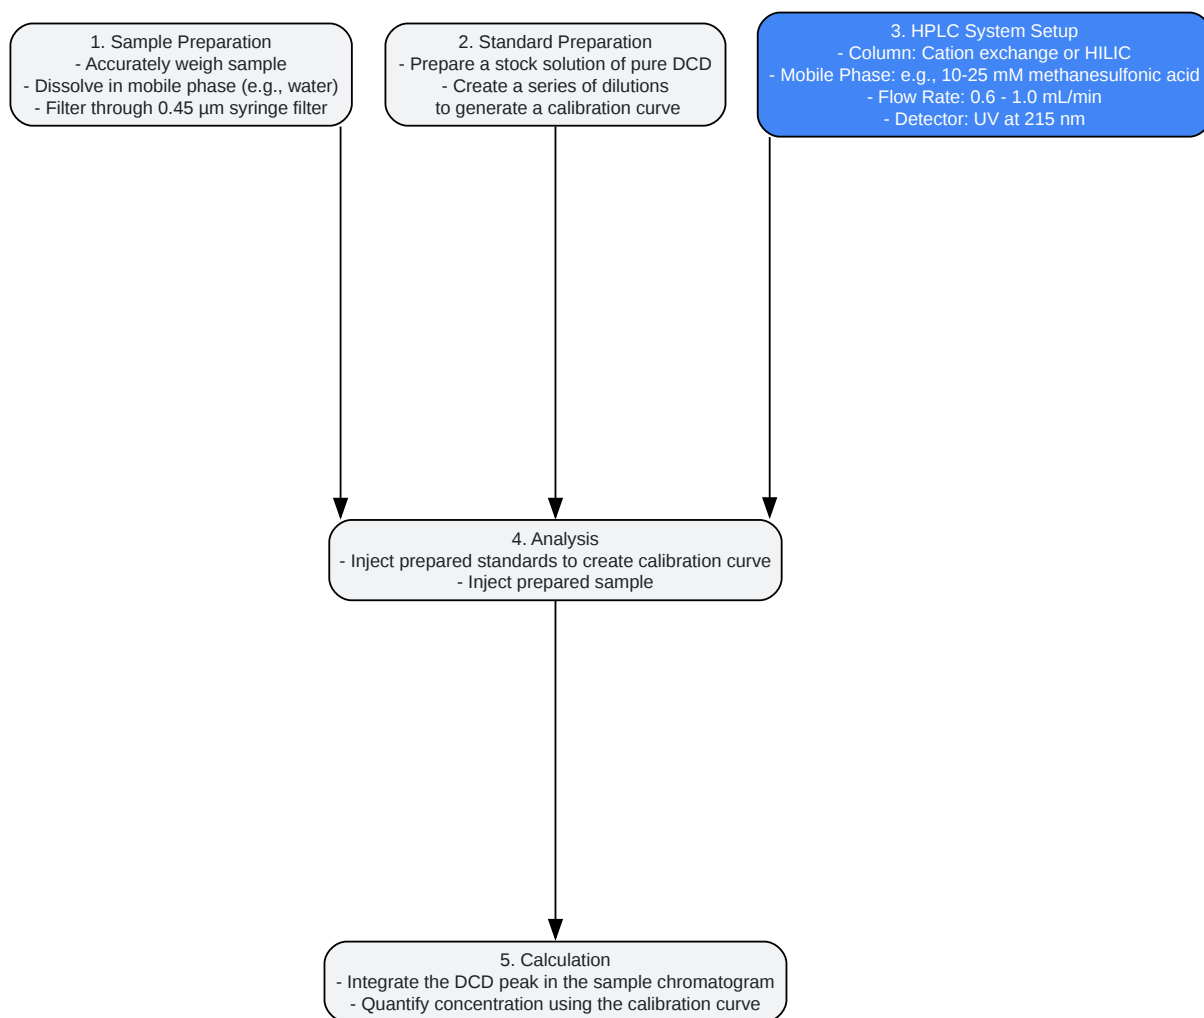 1. Sample Preparation
- Accurately weigh sample
- Dissolve in mobile phase (e.g., water)
- Filter through 0.45 µm syringe filter
2. Standard Preparation
- Prepare a stock solution of pure DCD
- Create a series of dilutions
to generate a calibration curve
3. HPLC System Setup
- Column: Cation exchange or HILIC
- Mobile Phase: e.g., 10-25 mM methanesulfonic acid
- Flow Rate: 0.6 - 1.0 mL/min
- Detector: UV at 215 nm
4. Analysis
- Inject prepared standards to create calibration curve
- Inject prepared sample
5. Calculation
- Integrate the DCD peak in the sample chromatogram
- Quantify concentration using the calibration curve